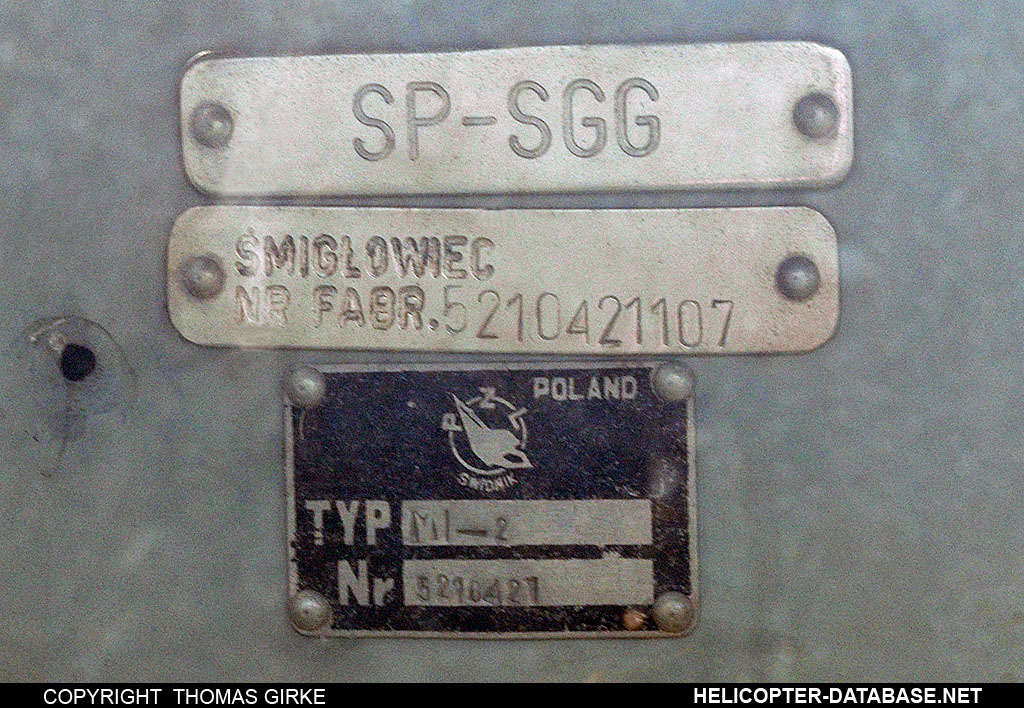 SP-SGG
ŚMIGŁOWIEC
NR FABR. 5210421107
POLAND
PZL
ŚWIDNIK
TYP MI-2
Nr 5210421
COPYRIGHT THOMAS GIRKE
HELICOPTER-DATABASE.NET